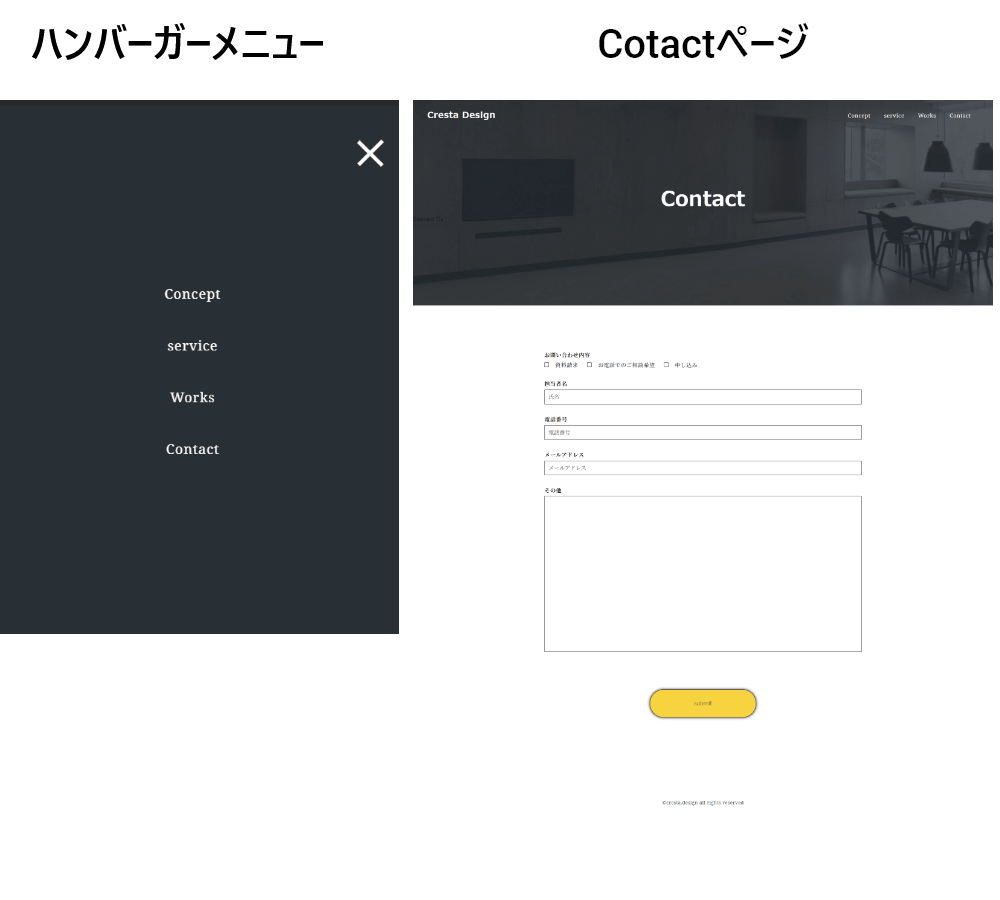 ハンバーガーメニュー
Cotactページ
Concept
service
Works
Contact
Cresta Design
Concept service Works Contact
Contact
お問い合わせ内容
資料請求 お電話でのご相談希望 申し込み
担当者名
氏名
電話番号
電話番号
メールアドレス
メールアドレス
その他
submit
©cresta.design all rights reserved